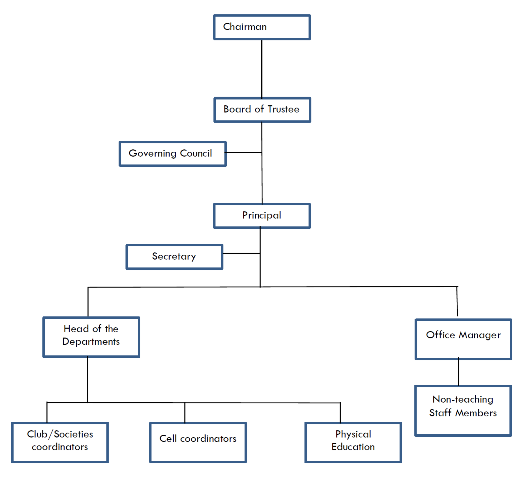 Chairman
Board of Trustee
Governing Council
Principal
Secretary
Head of the
Departments
Office Manager
Non-teaching
Staff Members
Club/Societies
coordinators
Cell coordinators
Physical
Education